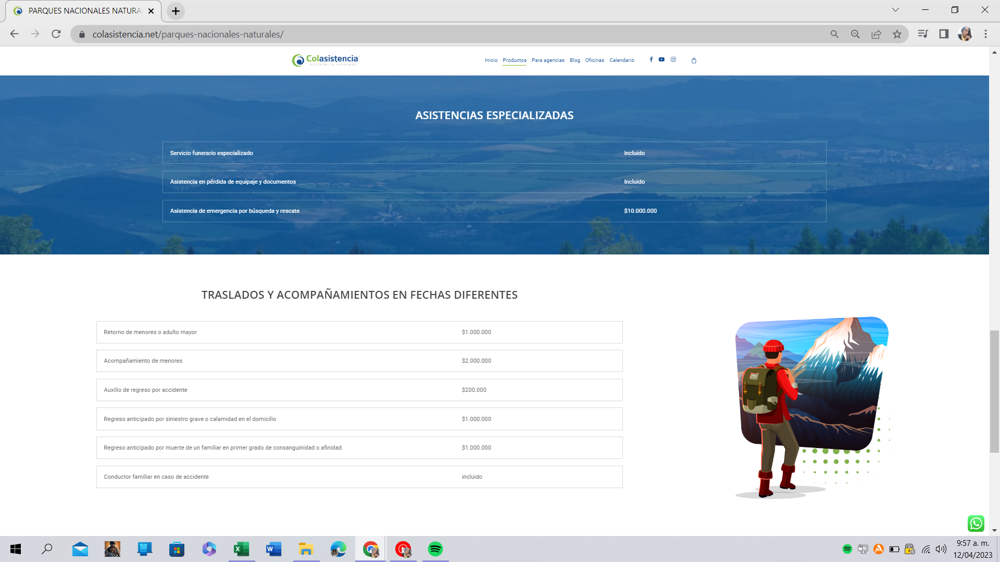 PARQUES NACIONALES NATURA
colasistencia.net/parques-nacionales-naturales/
Colasistencia
ASISTENCIA INTEGRAL
Inicio Productos Para agencias Blog Oficinas Calendario
ASISTENCIAS ESPECIALIZADAS
Servicio funerario especializado Incluido
Asistencia en pérdida de equipaje y documentos Incluido
Asistencia de emergencia por búsqueda y rescate $10.000.000
TRASLADOS Y ACOMPAÑAMIENTOS EN FECHAS DIFERENTES
Retorno de menores o adulto mayor $1.000.000
Acompañamiento de menores $2.000.000
Auxilio de regreso por accidente $200.000
Regreso anticipado por siniestro grave o calamidad en el domicilio $1.000.000
Regreso anticipado por muerte de un familiar en primer grado de consanguinidad o afinidad $1.000.000
Conductor familiar en caso de accidente incluido
9:57 a. m.
12/04/2023